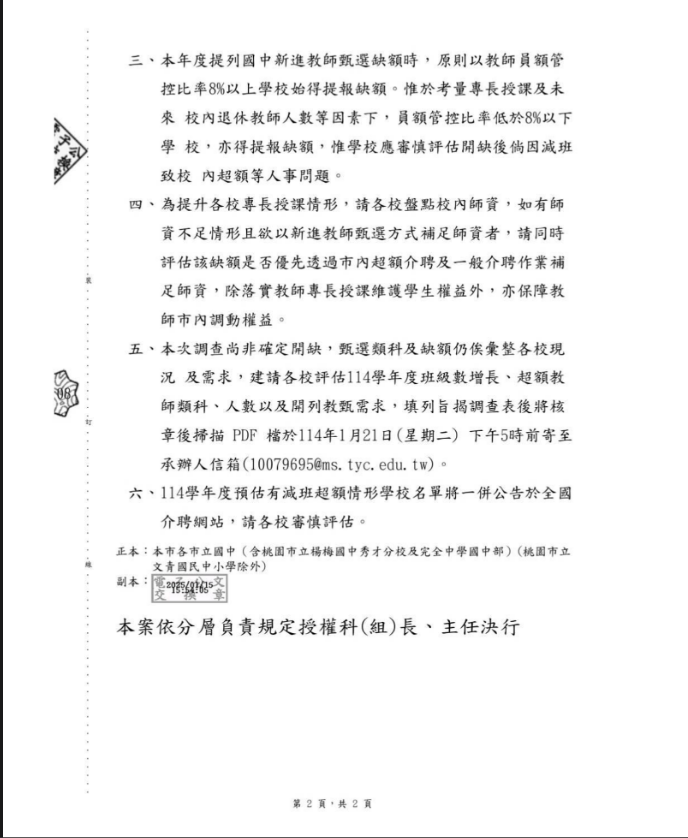 三、本年度提列國中新進教師甄選缺額時，原則以教師員額管
控比率8%以上學校始得提報缺額。惟於考量專長授課及未
來 校內退休教師人數等因素下，員額管控比率低於8%以下
學 校，亦得提報缺額，惟學校應審慎評估開缺後倘因減班
致校 內超額等人事問題。
四、為提升各校專長授課情形，請各校盤點校內師資，如有師
資不足情形且欲以新進教師甄選方式補足師資者，請同時
評估該缺額是否優先透過市內超額介聘及一般介聘作業補
足師資，除落實教師專長授課維護學生權益外，亦保障教
師市內調動權益。
裝
五、本次調查尚非確定開缺，甄選類科及缺額仍俟彙整各校現
況 及需求，建請各校評估114學年度班級數增長、超額教
師類科、人數以及開列教甄需求，填列旨揭調查表後將核
訂
章後掃描 PDF 檔於114年1月21日(星期二) 下午5時前寄至
承辦人信箱(10079695@ms.tyc.edu.tw)。
六、114學年度預估有減班超額情形學校名單將一併公告於全國
介聘網站，請各校審慎評估。
正本：本市各市立國中（含桃園市立楊梅國中秀才分校及完全中學國中部）(桃園市立
文青國民中小學除外)
線
副本：
電子公文
2025/01/15
15:54:05
交換章
本案依分層負責規定授權科(組)長、主任決行
第 2 頁，共 2 頁